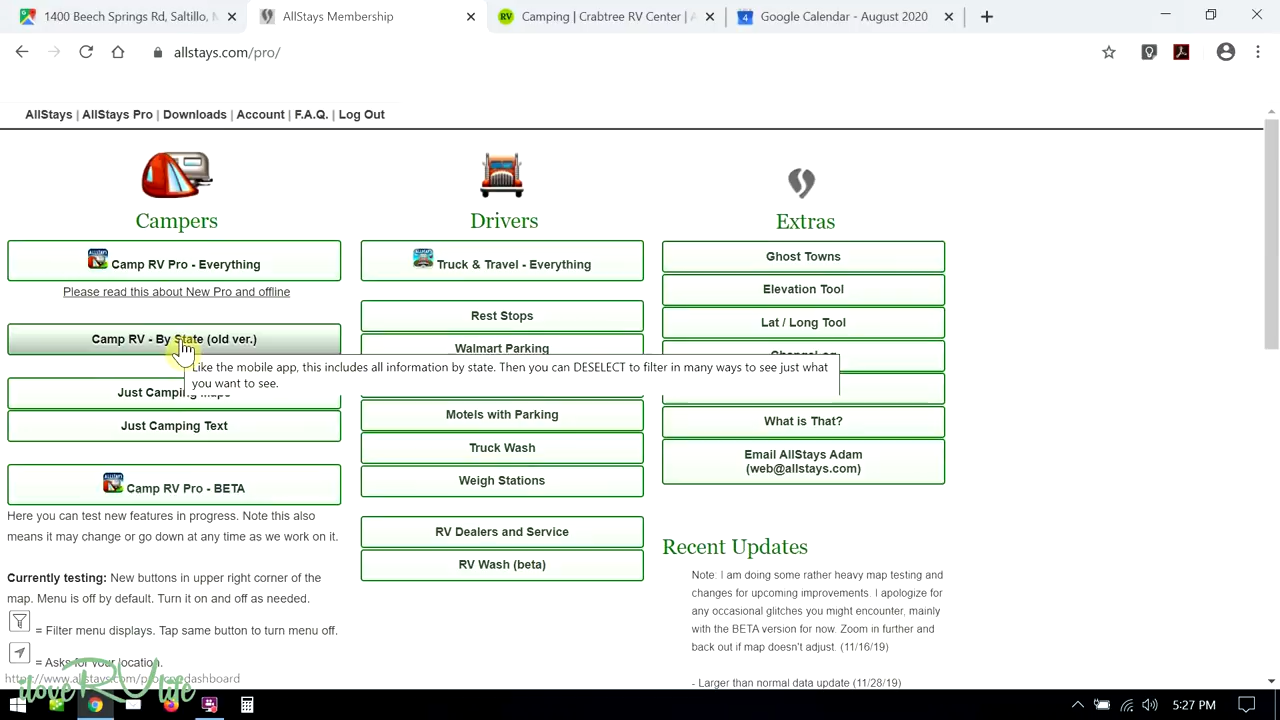 1400 Beech Springs Rd, Saltillo, M
AllStays Membership
Camping | Crabtree RV Center | A
Google Calendar - August 2020
allstays.com/pro/
AllStays | AllStays Pro | Downloads | Account | F.A.Q. | Log Out
Campers
Camp RV Pro - Everything
Please read this about New Pro and offline
Camp RV - By State (old ver.)
Like the mobile app, this includes all information by state. Then you can DESELECT to filter in many ways to see just what
you want to see.
Just Camping Maps
Just Camping Text
Camp RV Pro - BETA
Here you can test new features in progress. Note this also
means it may change or go down at any time as we work on it.
Currently testing: New buttons in upper right corner of the
map. Menu is off by default. Turn it on and off as needed.
= Filter menu displays. Tap same button to turn menu off.
= Asks for your location.
Drivers
Truck & Travel - Everything
Rest Stops
Walmart Parking
Motels with Parking
Truck Wash
Weigh Stations
RV Dealers and Service
RV Wash (beta)
Extras
Ghost Towns
Elevation Tool
Lat / Long Tool
ChangeLog
What is That?
Email AllStays Adam
(web@allstays.com)
Recent Updates
Note: I am doing some rather heavy map testing and
changes for upcoming improvements. I apologize for
any occasional glitches you might encounter, mainly
with the BETA version for now. Zoom in further and
back out if map doesn't adjust. (11/16/19)
- Larger than normal data update (11/28/19)
iloveRVlife
5:27 PM